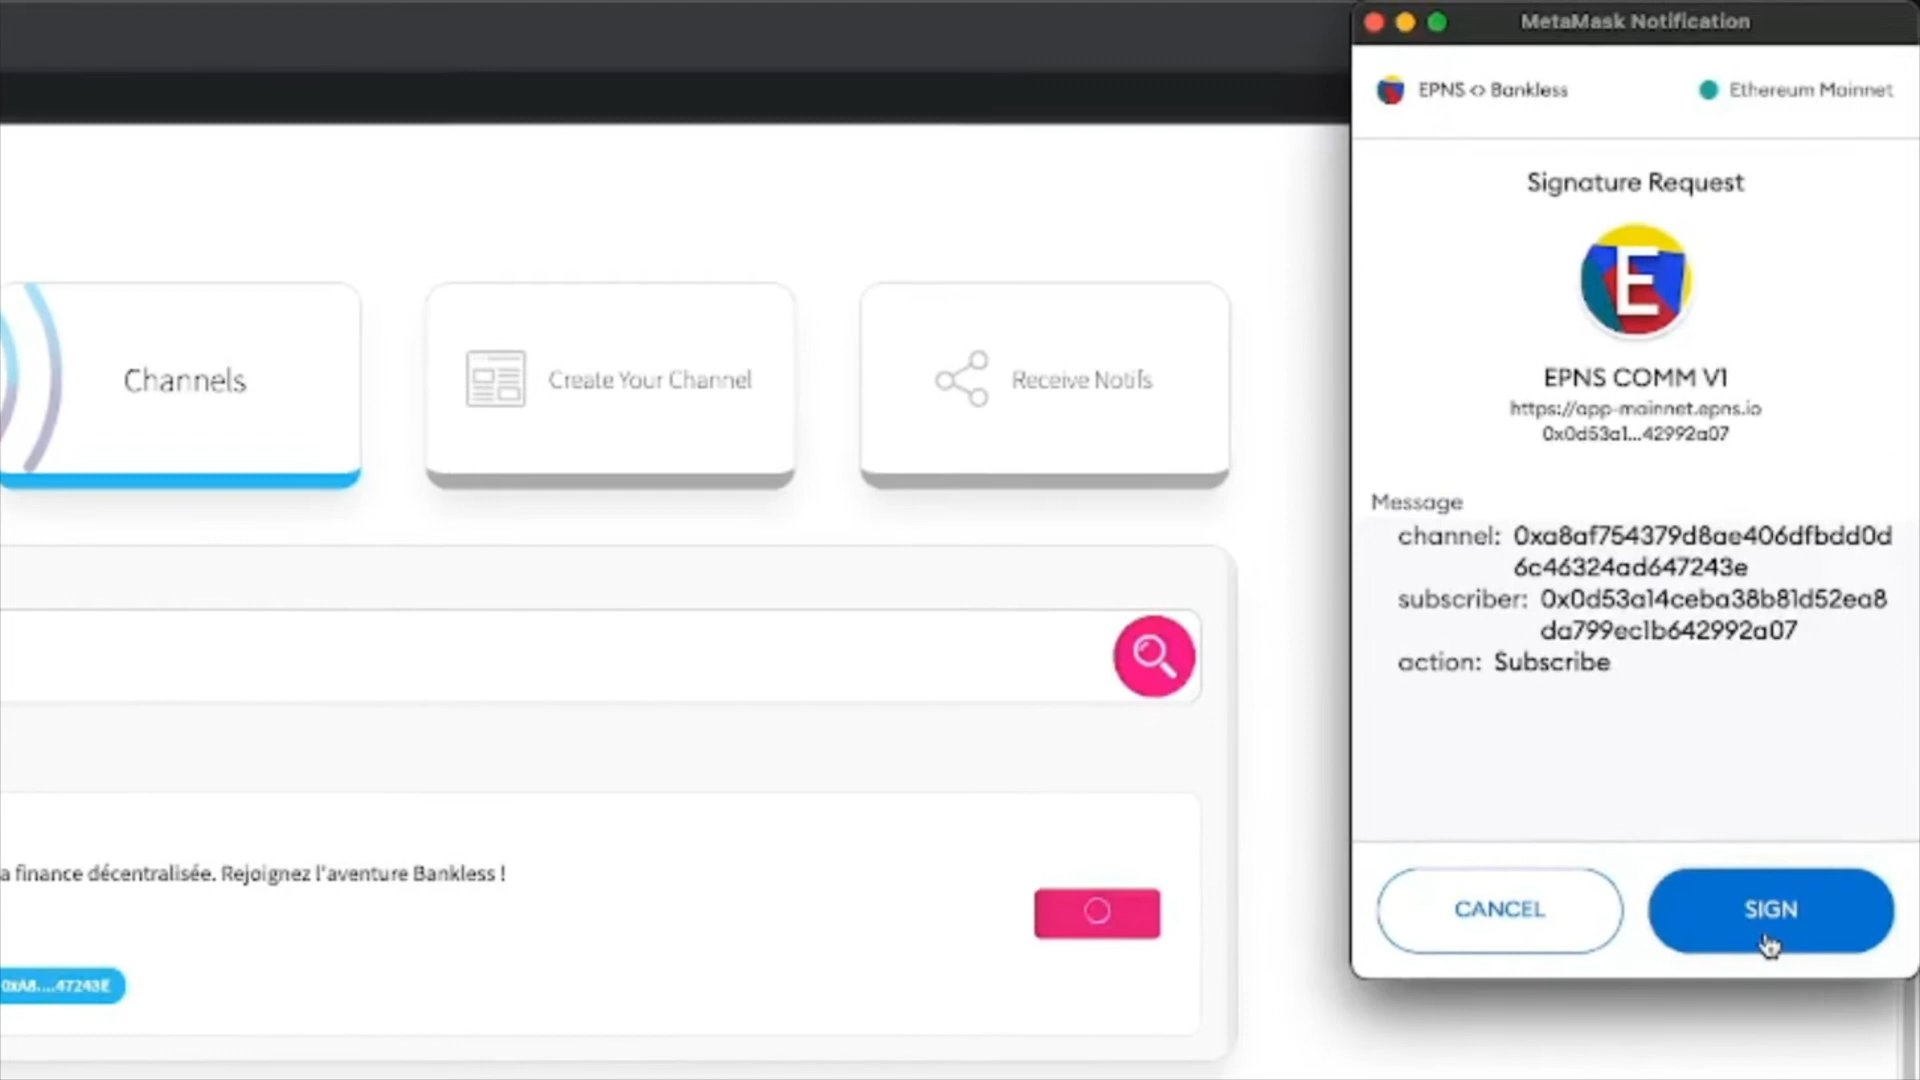 MetaMask Notification
EPNS <> Bankless
Ethereum Mainnet
Signature Request
E
EPNS COMM V1
https://app-mainnet.epns.io
0x0d53a1...42992a07
Message
channel: 0xa8af754379d8ae406dfbdd0d
6c46324ad647243e
subscriber: 0x0d53a14ceba38b81d52ea8
da799ec1b642992a07
action: Subscribe
CANCEL
SIGN
Channels
Create Your Channel
Receive Notifs
a finance décentralisée. Rejoignez l'aventure Bankless !
0xA8....47243E